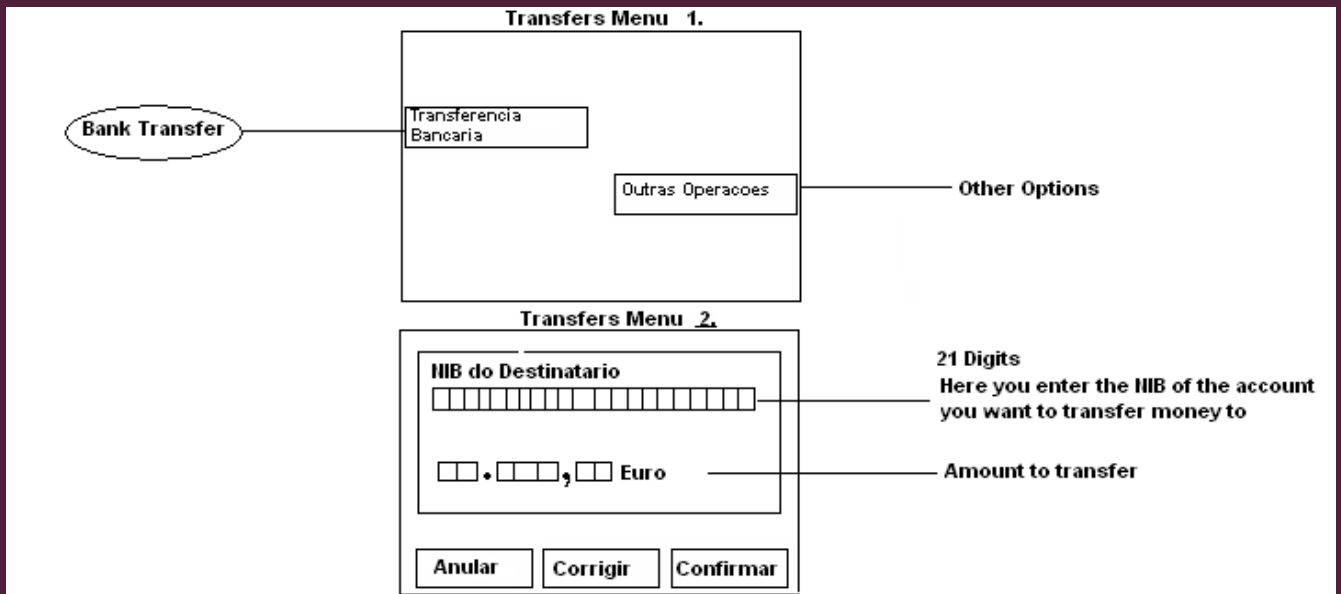 Transfers Menu 1.
Bank Transfer
Transferencia
Bancaria
Outras Operacoes
Other Options
Transfers Menu 2.
NIB do Destinatario
21 Digits
Here you enter the NIB of the account
you want to transfer money to
. , Euro
Amount to transfer
Anular Corrigir Confirmar